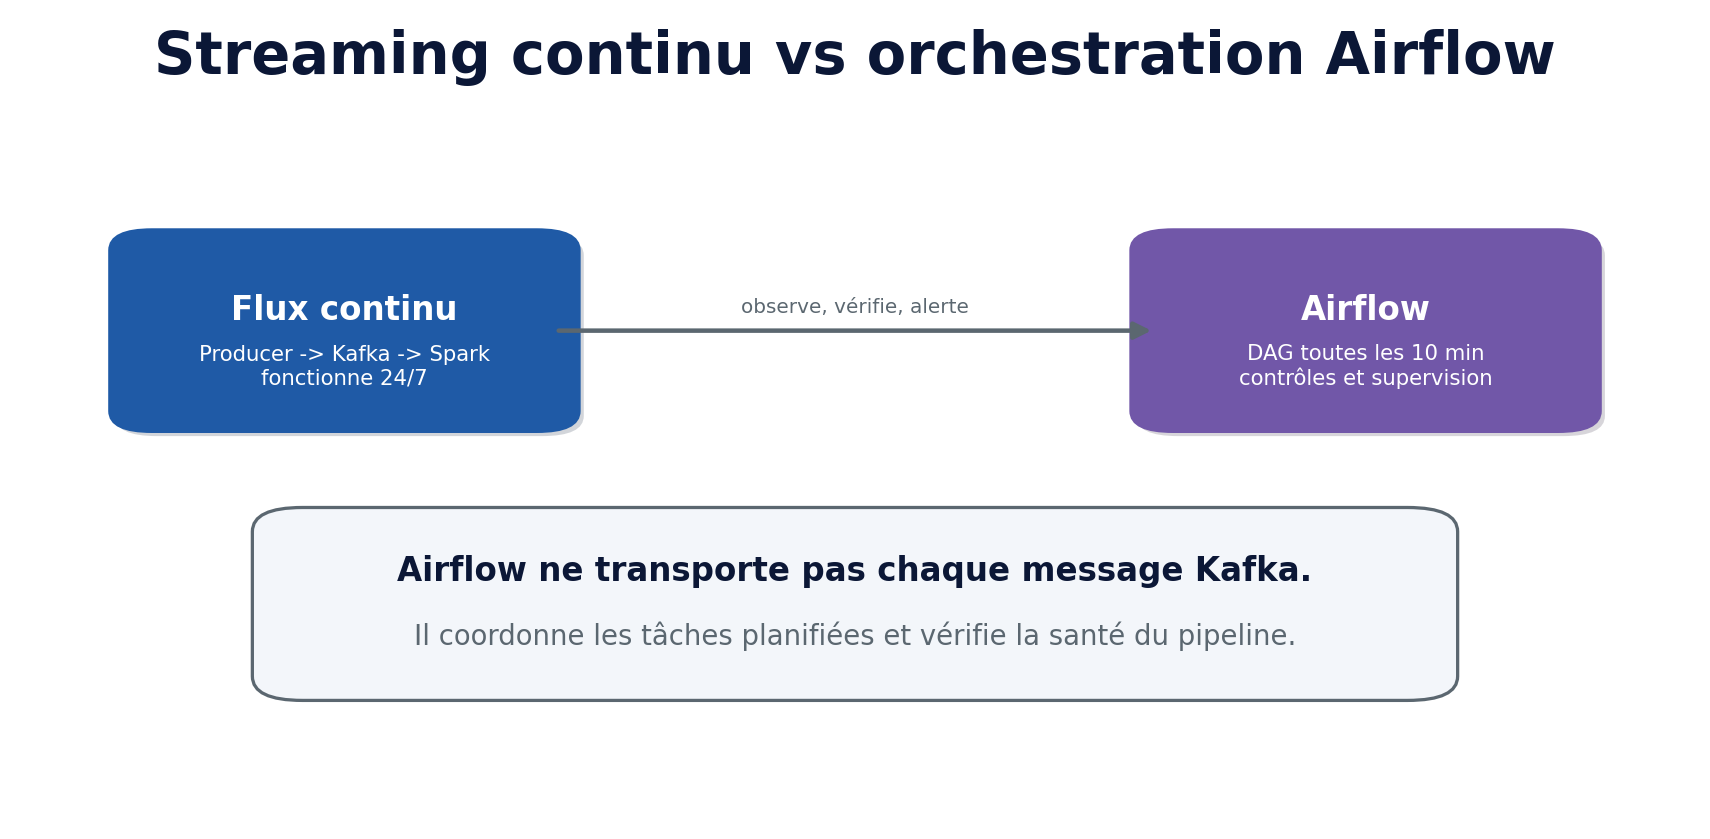 Streaming continu vs orchestration Airflow
Flux continu
Producer -> Kafka -> Spark
fonctionne 24/7
observe, vérifie, alerte
Airflow
DAG toutes les 10 min
contrôles et supervision
Airflow ne transporte pas chaque message Kafka.
Il coordonne les tâches planifiées et vérifie la santé du pipeline.